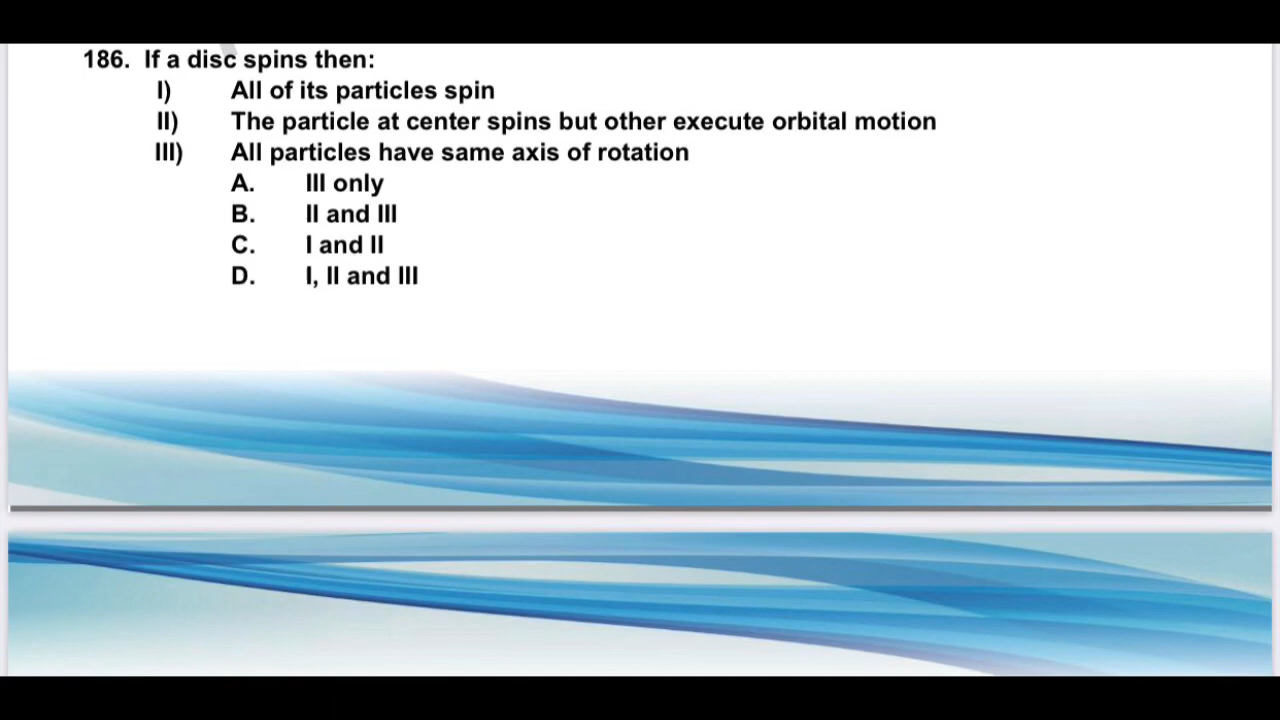 186. If a disc spins then:
I) All of its particles spin
II) The particle at center spins but other execute orbital motion
III) All particles have same axis of rotation
A. III only
B. II and III
C. I and II
D. I, II and III